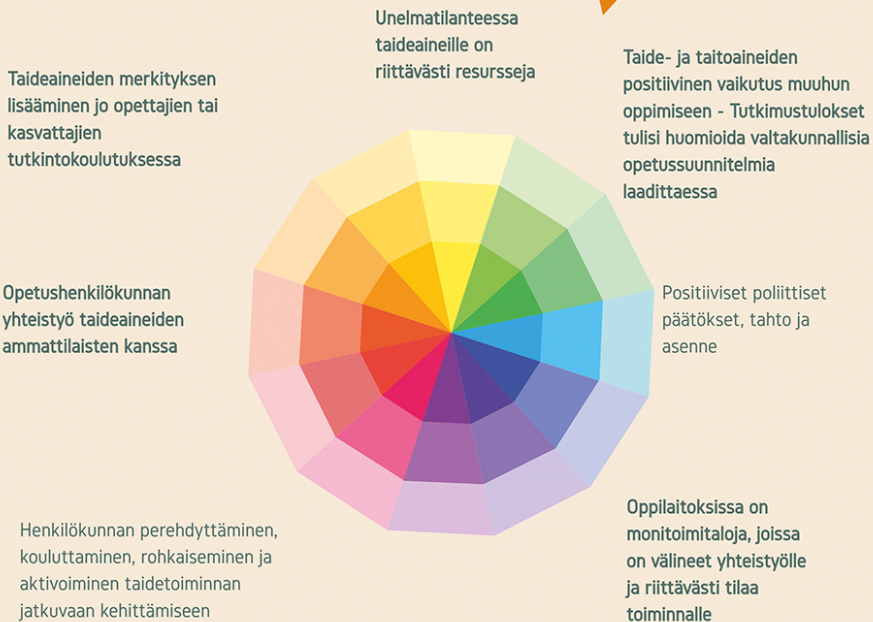 Unelmatilanteessa
taideaineille on
riittävästi resursseja
Taide- ja taitoaineiden
positiivinen vaikutus muuhun
oppimiseen - Tutkimustulokset
tulisi huomioida valtakunnallisia
opetussuunnitelmia
laadittaessa
Taideaineiden merkityksen
lisääminen jo opettajien tai
kasvattajien
tutkintokoulutuksessa
Opetushenkilökunnan
yhteistyö taideaineiden
ammattilaisten kanssa
Positiiviset poliittiset
päätökset, tahto ja
asenne
Henkilökunnan perehdyttäminen,
kouluttaminen, rohkaiseminen ja
aktivoiminen taidetoiminnan
jatkuvaan kehittämiseen
Oppilaitoksissa on
monitoimitaloja, joissa
on välineet yhteistyölle
ja riittävästi tilaa
toiminnalle